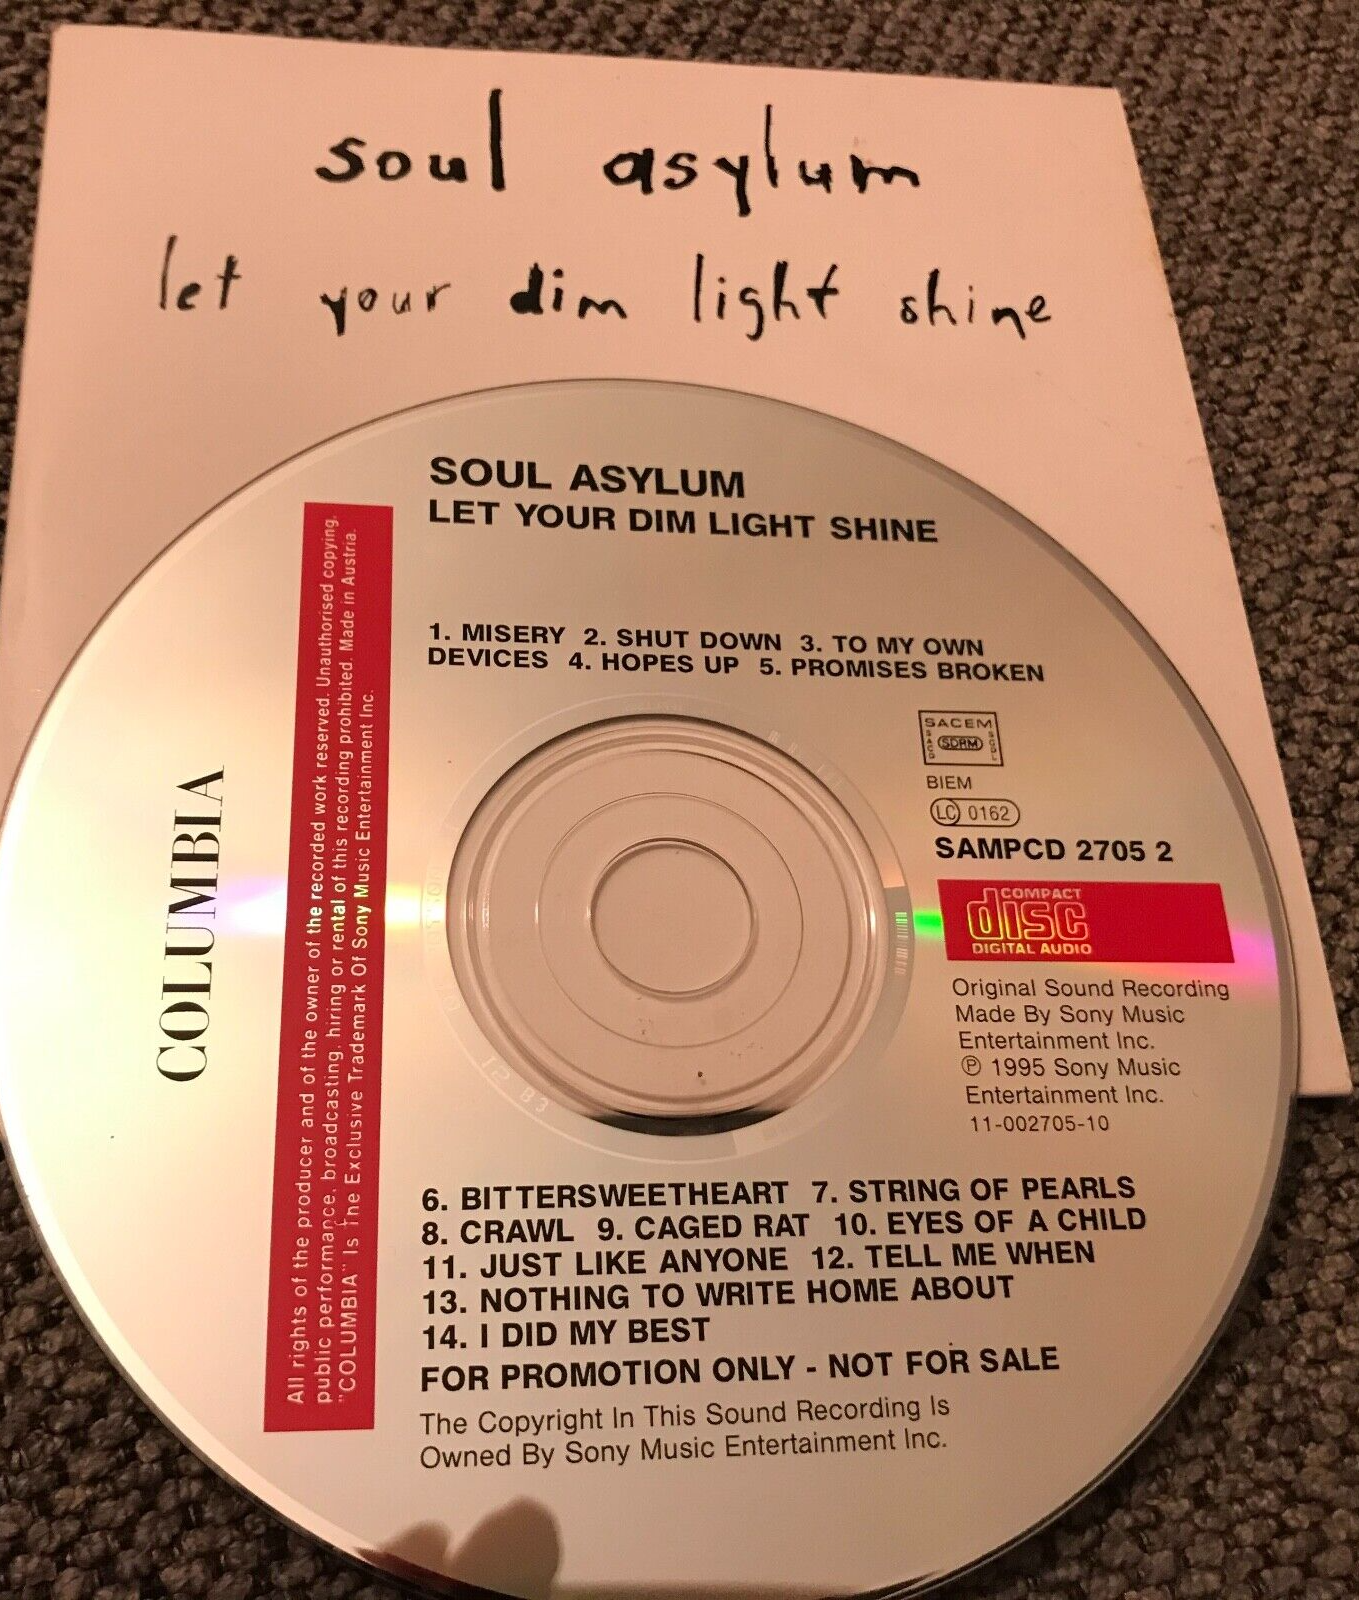 soul asylum
let your dim light shine
SOUL ASYLUM
LET YOUR DIM LIGHT SHINE
1. MISERY 2. SHUT DOWN 3. TO MY OWN
DEVICES 4. HOPES UP 5. PROMISES BROKEN
SACEM
SDRM
BIEM
LC 0162
SAMPCD 2705 2
COMPACT
disc
DIGITAL AUDIO
Original Sound Recording
Made By Sony Music
Entertainment Inc.
℗ 1995 Sony Music
Entertainment Inc.
11-002705-10
COLUMBIA
All rights of the producer and of the owner of the recorded work reserved. Unauthorised copying,
public performance, broadcasting, hiring or rental of this recording prohibited. Made in Austria.
"COLUMBIA" Is The Exclusive Trademark Of Sony Music Entertainment Inc.
6. BITTERSWEETHEART 7. STRING OF PEARLS
8. CRAWL 9. CAGED RAT 10. EYES OF A CHILD
11. JUST LIKE ANYONE 12. TELL ME WHEN
13. NOTHING TO WRITE HOME ABOUT
14. I DID MY BEST
FOR PROMOTION ONLY - NOT FOR SALE
The Copyright In This Sound Recording Is
Owned By Sony Music Entertainment Inc.